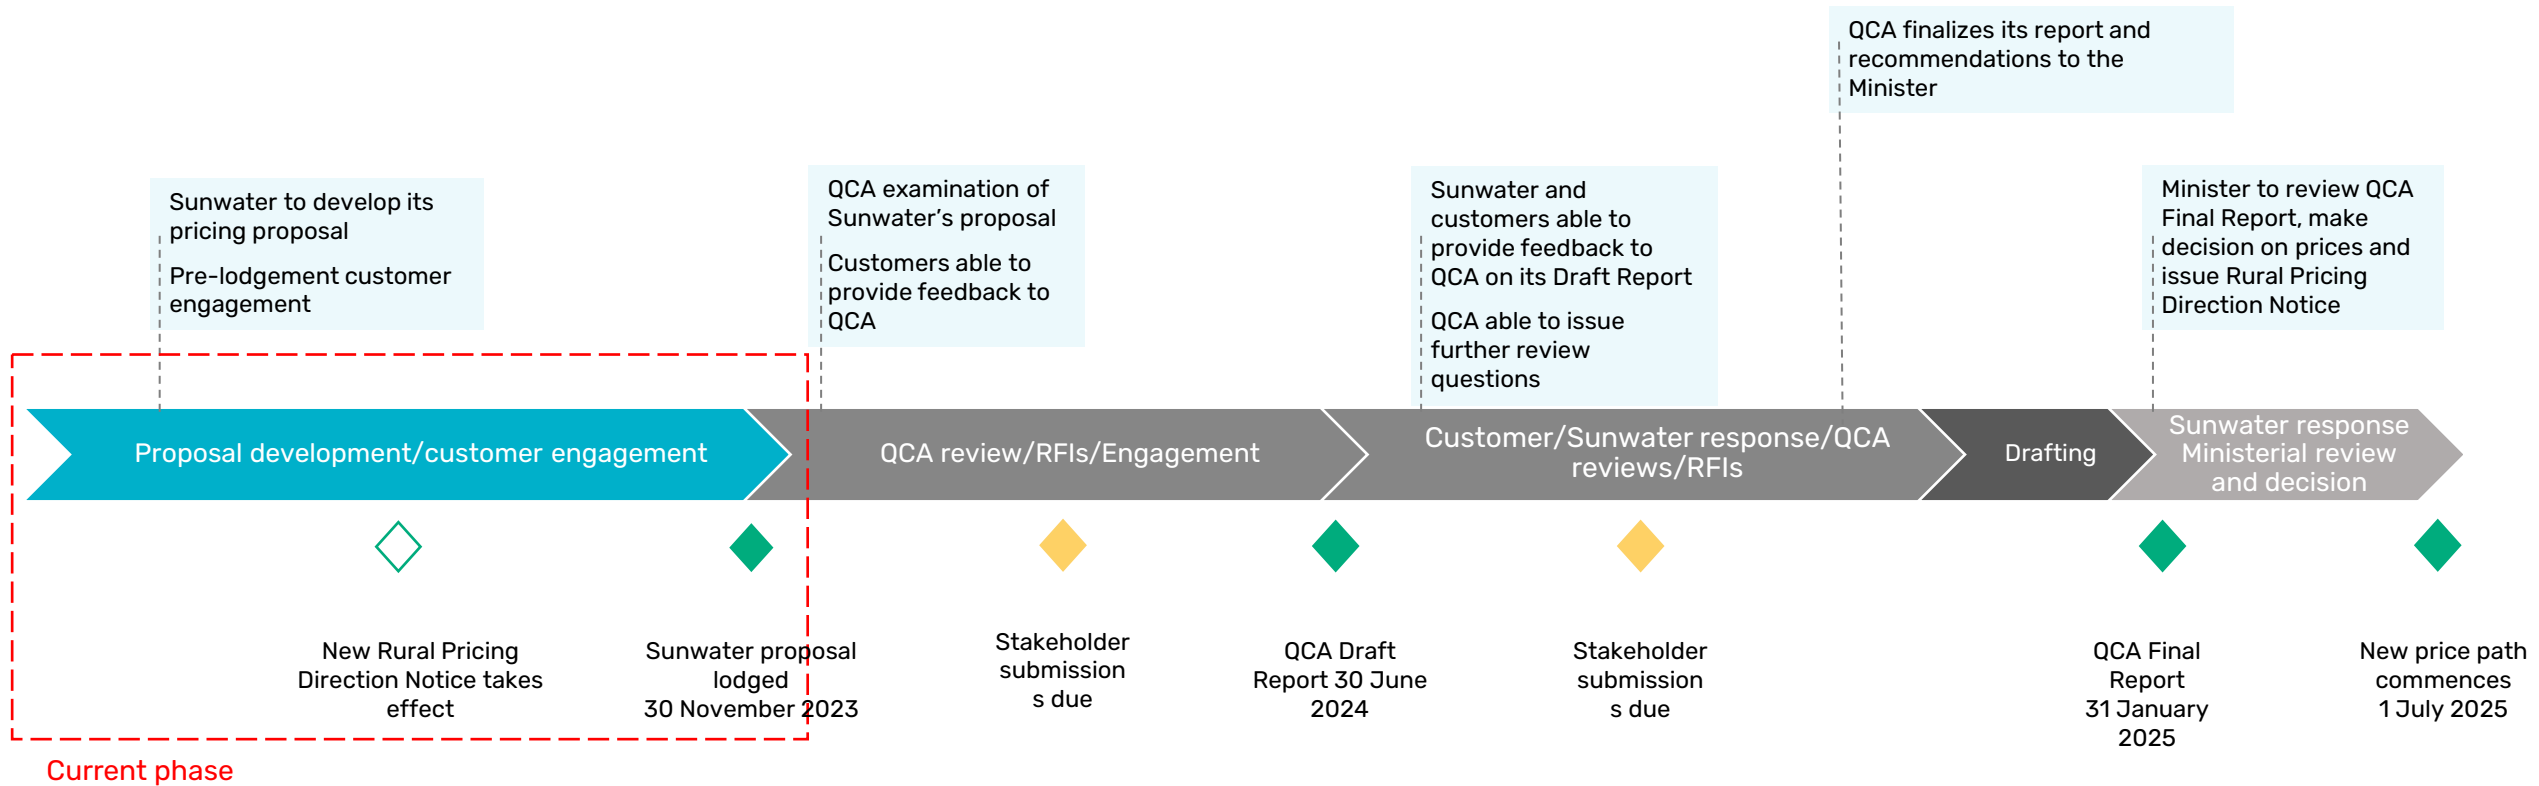 QCA finalizes its report and
recommendations to the
Minister
Sunwater to develop its
pricing proposal
Pre-lodgement customer
engagement
QCA examination of
Sunwater's proposal
Customers able to
provide feedback to
QCA
Sunwater and
customers able to
provide feedback to
QCA on its Draft Report
QCA able to issue
further review
questions
Minister to review QCA
Final Report, make
decision on prices and
issue Rural Pricing
Direction Notice
Proposal development/customer engagement
QCA review/RFIs/Engagement
Customer/Sunwater response/QCA
reviews/RFIs
Drafting
Sunwater response
Ministerial review
and decision
New Rural Pricing
Direction Notice takes
effect
Sunwater proposal
lodged
30 November 2023
Stakeholder
submission
s due
QCA Draft
Report 30 June
2024
Stakeholder
submission
s due
QCA Final
Report
31 January
2025
New price path
commences
1 July 2025
Current phase